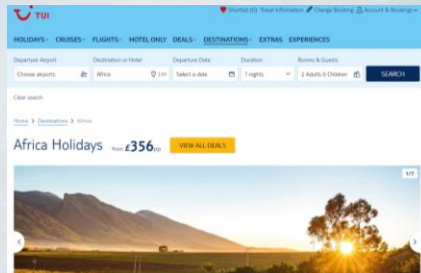 TUI
Shortlist (0) Travel Information Change Booking Account & Bookings
HOLIDAYS CRUISES FLIGHTS HOTEL ONLY DEALS DESTINATIONS EXTRAS EXPERIENCES
Departure Airport Destination or Hotel Departure Date Duration Rooms & Guests
Choose airports Africa List Select a date 7 nights 2 Adults 0 Children SEARCH
Clear search
Home > Destinations > Africa
Africa Holidays from £356pp VIEW ALL DEALS
1/7